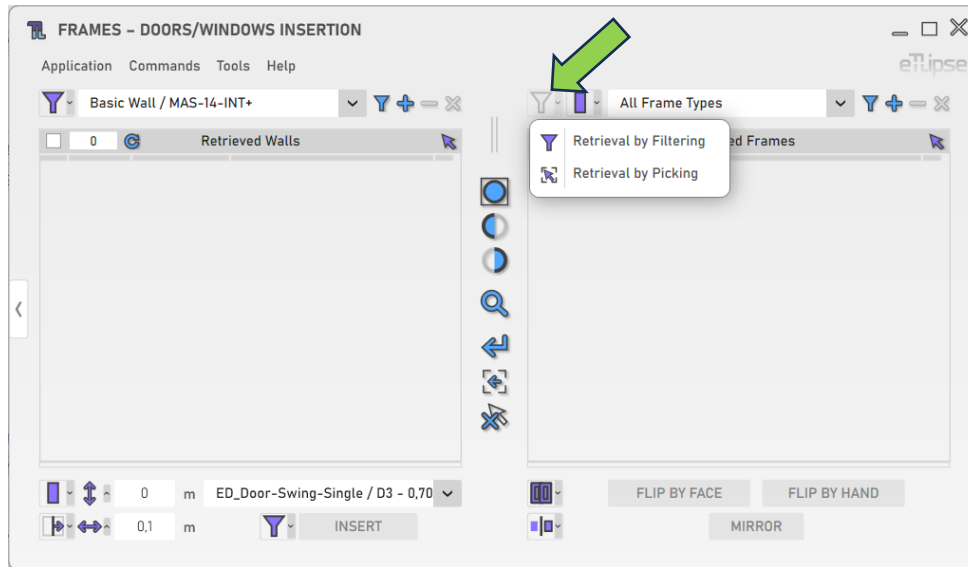 FRAMES – DOORS/WINDOWS INSERTION
Application Commands Tools Help
eTLipse
Basic Wall / MAS-14-INT+
All Frame Types
0 Retrieved Walls
ed Frames
Retrieval by Filtering
Retrieval by Picking
0 m ED_Door-Swing-Single / D3 - 0,70
FLIP BY FACE FLIP BY HAND
0,1 m INSERT
MIRROR